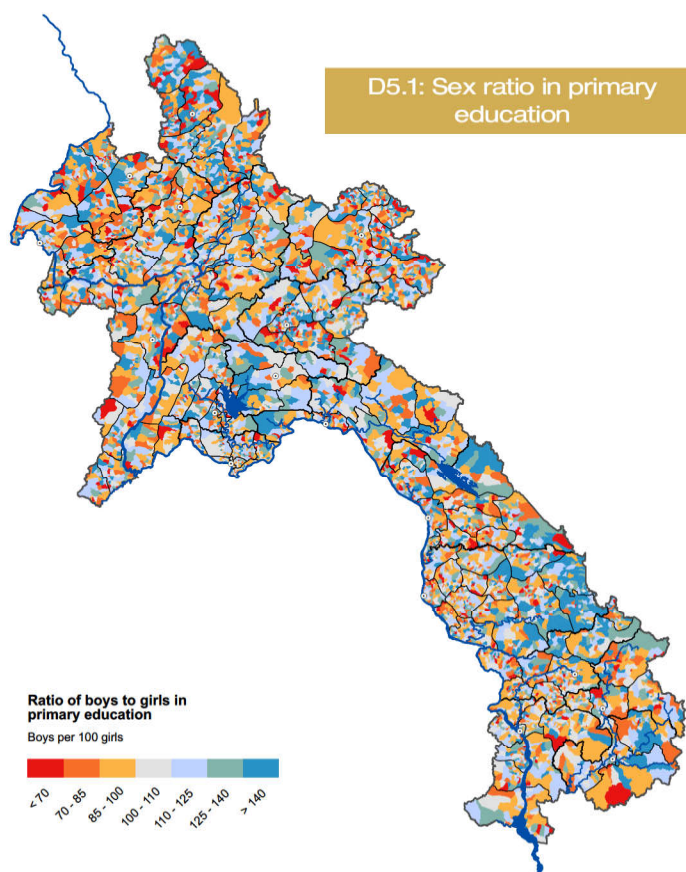 D5.1: Sex ratio in primary
education
Ratio of boys to girls in
primary education
Boys per 100 girls
<70
70 - 85
85 - 100
100 - 110
110 - 125
125 - 140
> 140